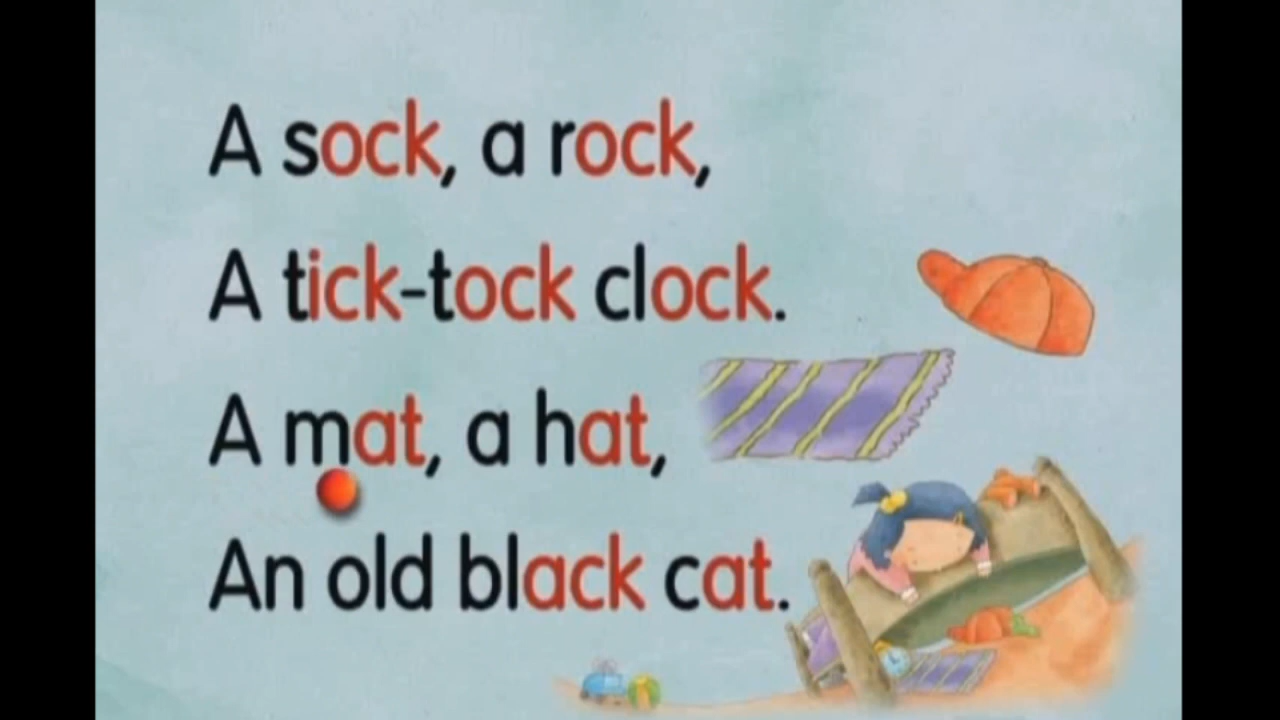 A sock, a rock,
A tick-tock clock.
A mat, a hat,
An old black cat.